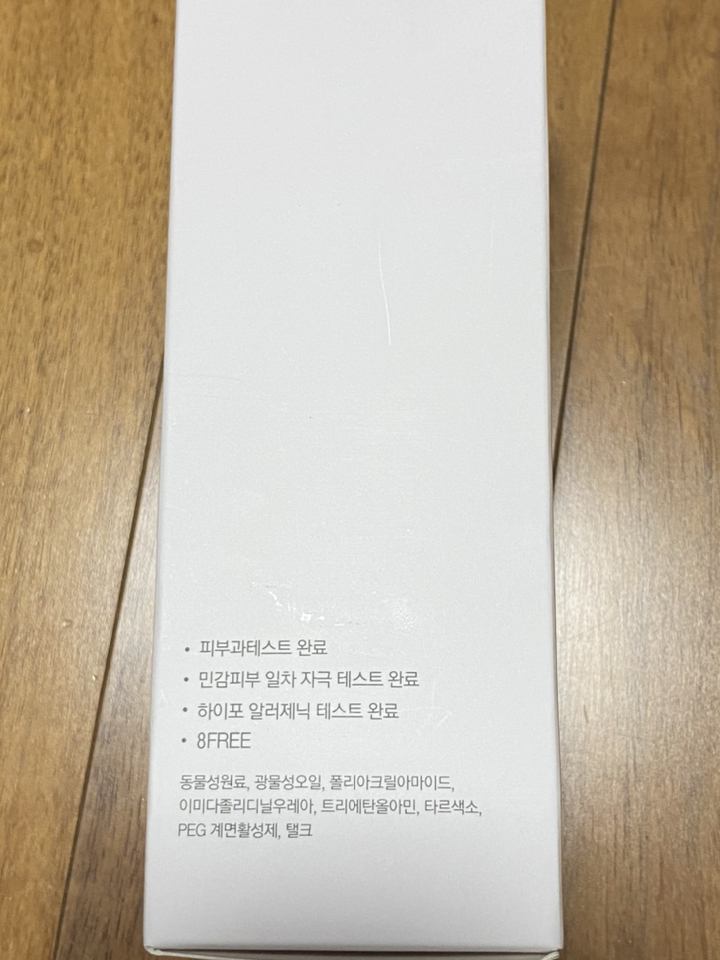 • 피부과테스트 완료
• 민감피부 일차 자극 테스트 완료
• 하이포 알러제닉 테스트 완료
• 8FREE
동물성원료, 광물성오일, 폴리아크릴아마이드,
이미다졸리디닐우레아, 트리에탄올아민, 타르색소,
PEG 계면활성제, 탤크